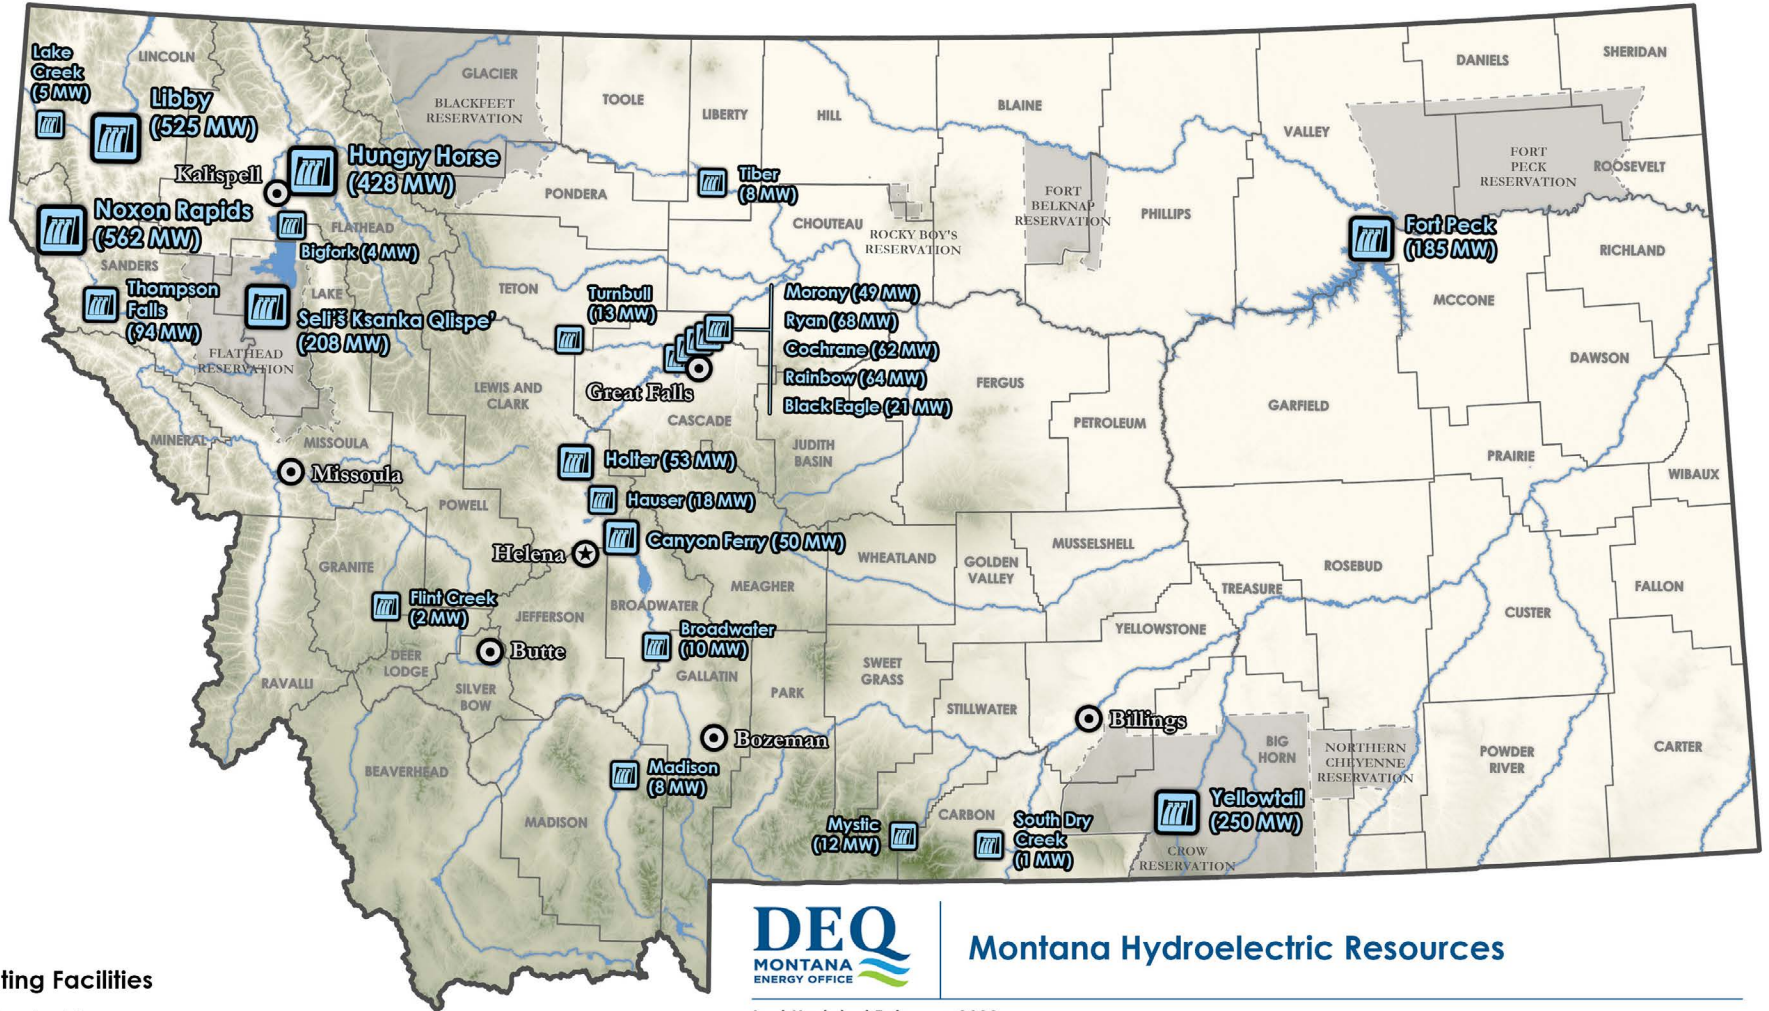 Lake
Creek
(5 MW)
LINCOLN
Libby
(525 MW)
GLACIER
BLACKFEET
RESERVATION
TOOLE
LIBERTY
HILL
BLAINE
VALLEY
DANIELS
SHERIDAN
FORT
PECK
RESERVATION
ROOSEVELT
Kalispell
Hungry Horse
(428 MW)
PONDERA
Tiber
(8 MW)
CHOUTEAU
ROCKY BOY'S
RESERVATION
FORT
BELKNAP
RESERVATION
PHILLIPS
Fort Peck
(185 MW)
RICHLAND
Noxon Rapids
(562 MW)
FLATHEAD
Bigfork (4 MW)
SANDERS
Thompson
Falls
(94 MW)
LAKE
Seli’š Ksanka Qlispe’
(208 MW)
FLATHEAD
RESERVATION
TETON
Turnbull
(13 MW)
Morony (49 MW)
Ryan (68 MW)
Cochrane (62 MW)
Rainbow (64 MW)
Black Eagle (21 MW)
MCCONE
DAWSON
LEWIS AND
CLARK
Great Falls
CASCADE
FERGUS
PETROLEUM
GARFIELD
MINERAL
MISSOULA
Missoula
Holter (53 MW)
JUDITH
BASIN
PRAIRIE
WIBAUX
POWELL
Hauser (18 MW)
Helena
Canyon Ferry (50 MW)
WHEATLAND
GOLDEN
VALLEY
MUSSELSHELL
ROSEBUD
GRANITE
Flint Creek
(2 MW)
JEFFERSON
BROADWATER
MEAGHER
TREASURE
CUSTER
FALLON
YELLOWSTONE
Broadwater
(10 MW)
Butte
DEER
LODGE
RAVALLI
SILVER
BOW
GALLATIN
PARK
SWEET
GRASS
STILLWATER
Billings
Bozeman
BIG
HORN
NORTHERN
CHEYENNE
RESERVATION
POWDER
RIVER
CARTER
BEAVERHEAD
Madison
(8 MW)
MADISON
Mystic
(12 MW)
CARBON
South Dry
Creek
(1 MW)
Yellowtail
(250 MW)
CROW
RESERVATION
DEQ
MONTANA
ENERGY OFFICE
Montana Hydroelectric Resources
ting Facilities